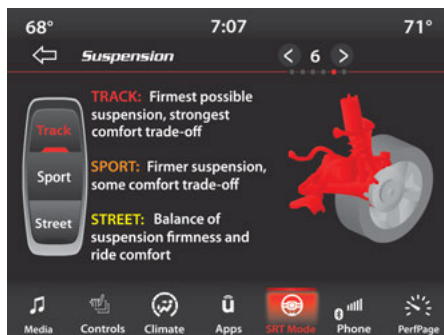 68° 7:07 71°
Suspension < 6 >
TRACK: Firmest possible
suspension, strongest
comfort trade-off
Track
SPORT: Firmer suspension,
some comfort trade-off
Sport
STREET: Balance of
suspension firmness and
ride comfort
Street
Media Controls Climate Apps SRT Mode Phone PerfPage